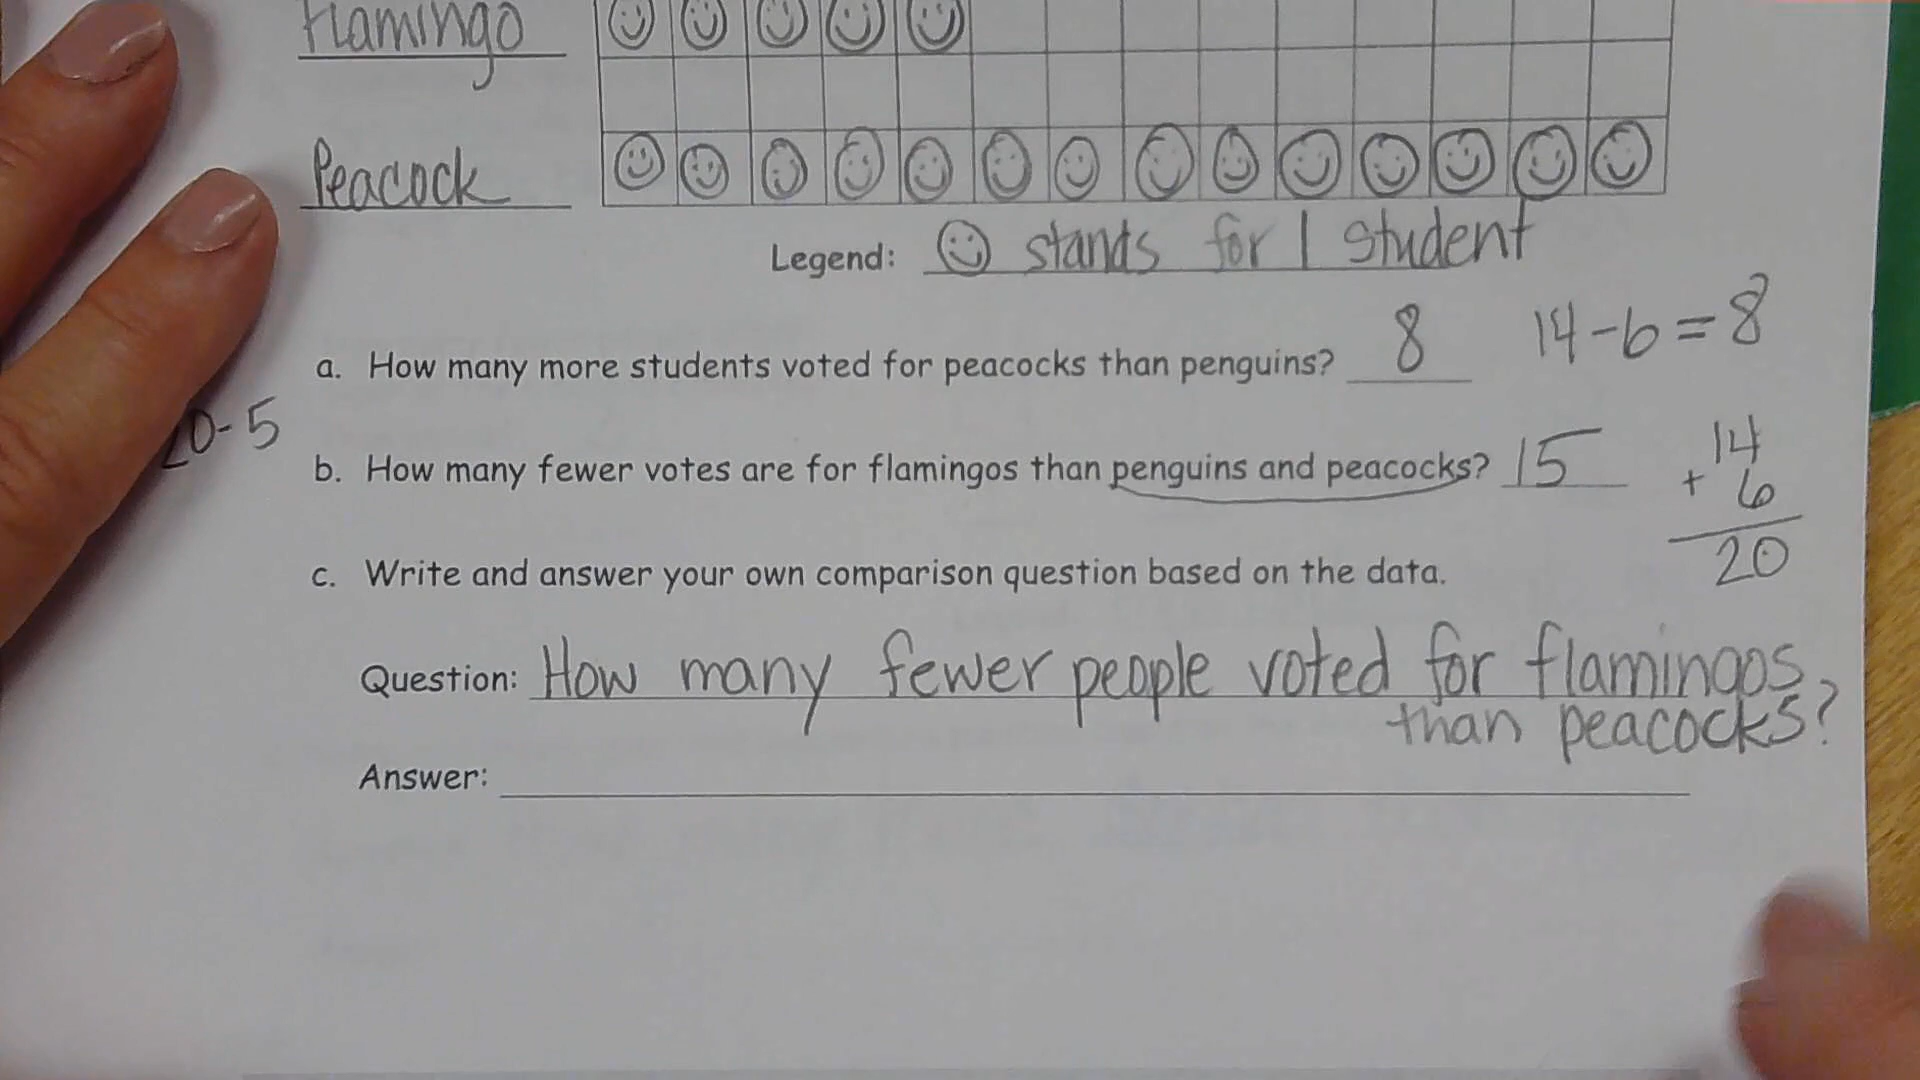 Flamingo
Peacock
Legend: ☺ stands for 1 student
a. How many more students voted for peacocks than penguins? 8 14-6=8
20-5
b. How many fewer votes are for flamingos than penguins and peacocks? 15
14
+ 6
20
c. Write and answer your own comparison question based on the data.
Question: How many fewer people voted for flamingos
than peacocks?
Answer: